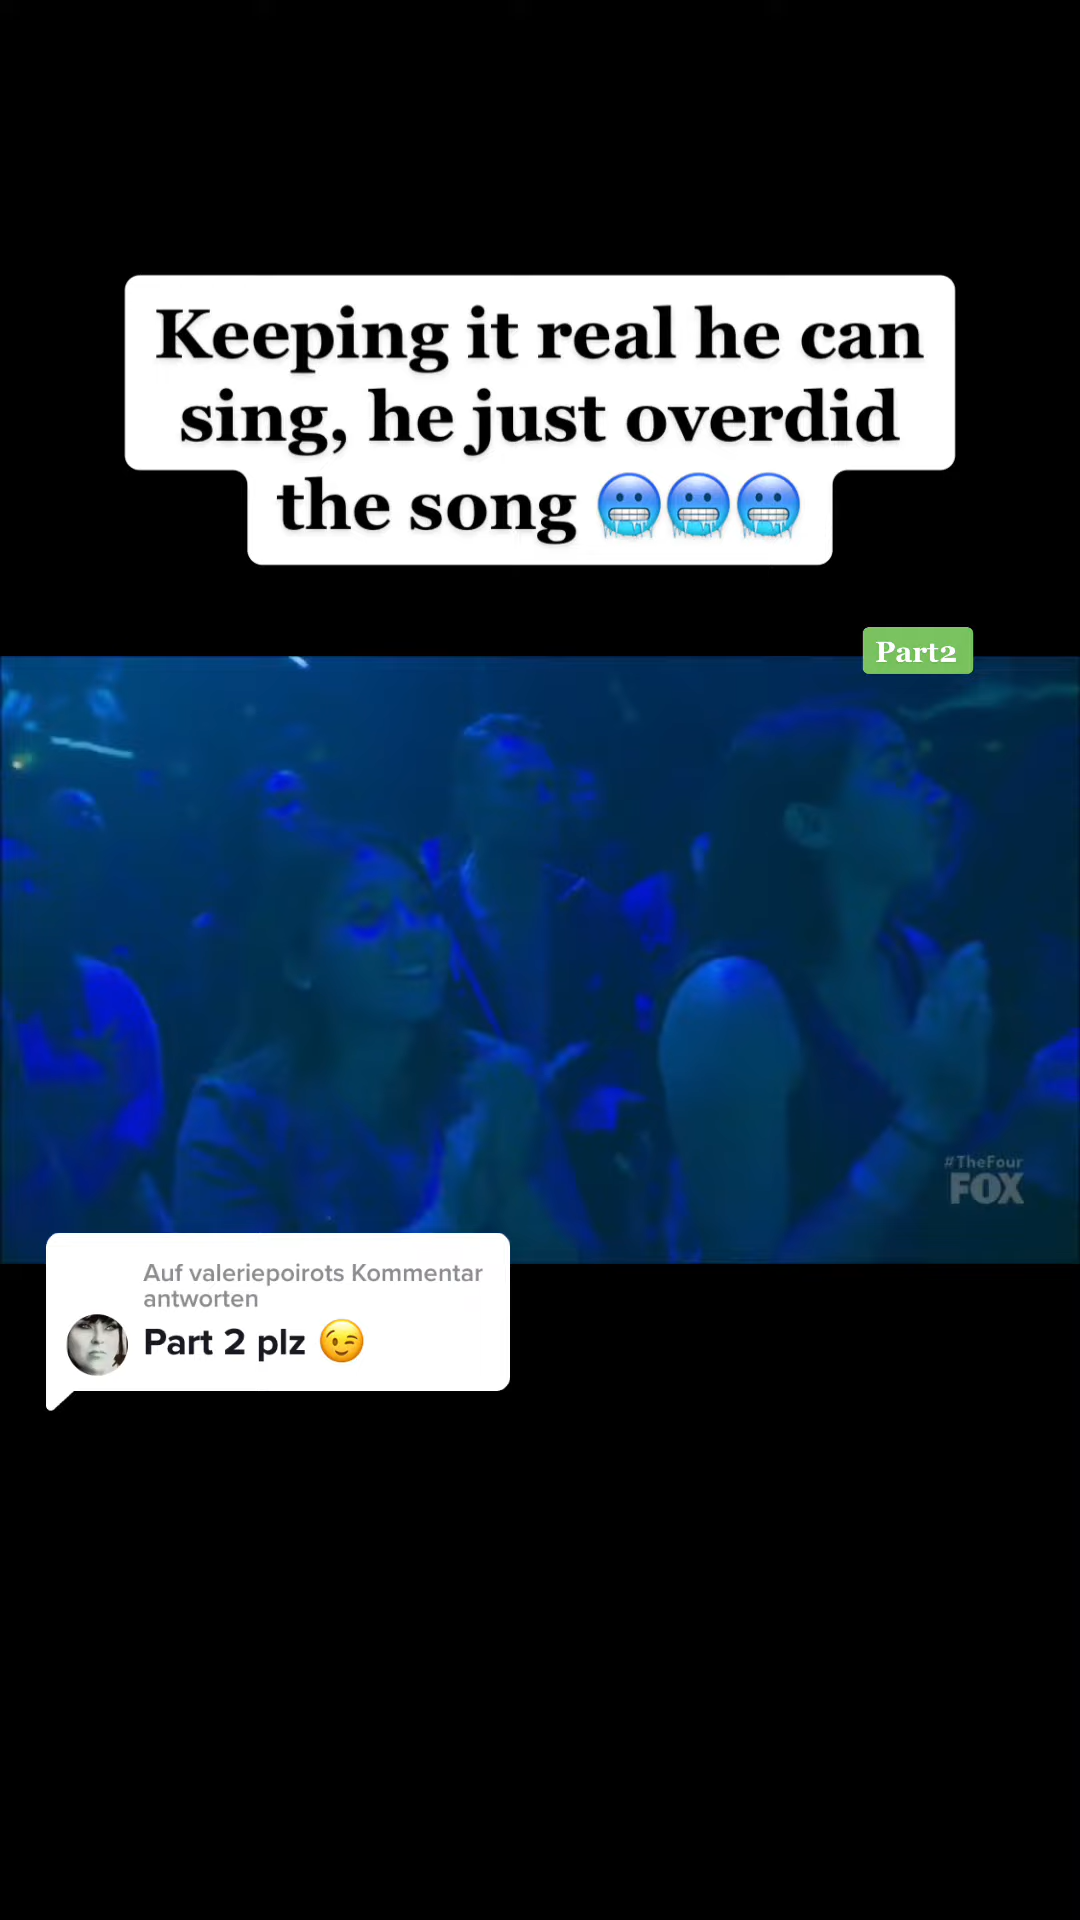 Keeping it real he can
sing, he just overdid
the song 🥶🥶🥶
Part2
#TheFour
FOX
Auf valeriepoirots Kommentar
antworten
Part 2 plz 😉